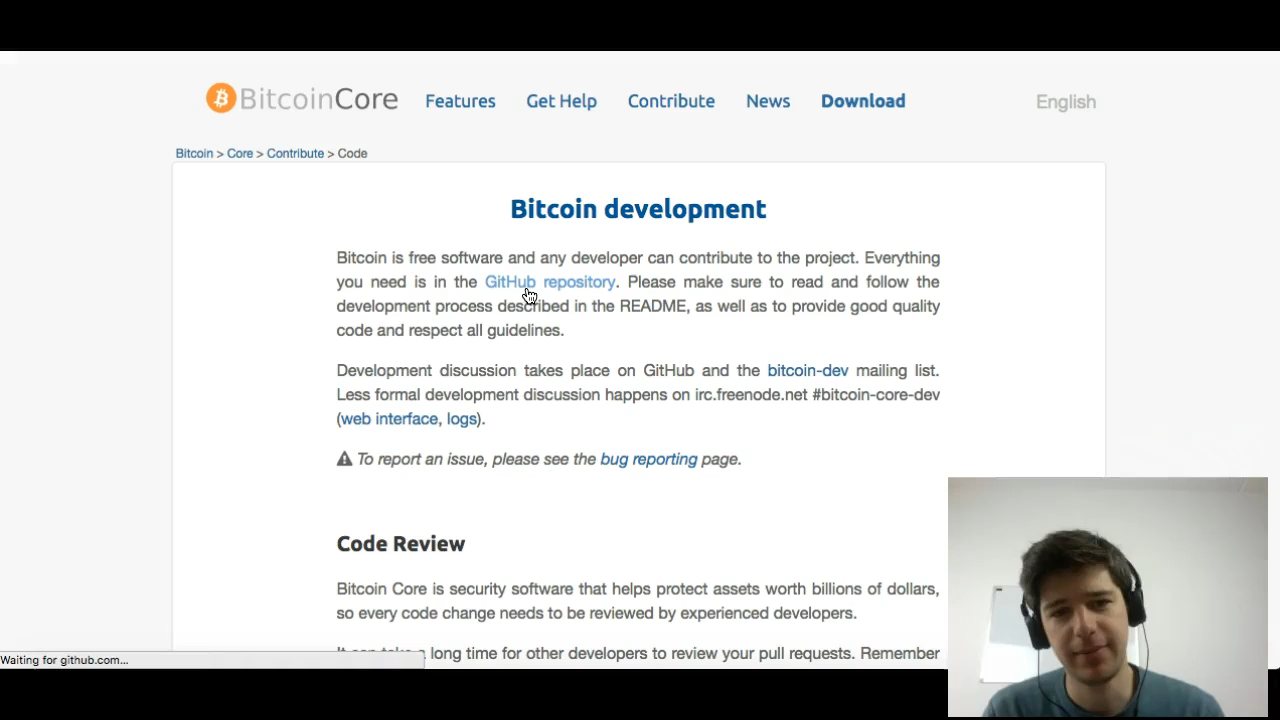 BitcoinCore Features Get Help Contribute News Download English
Bitcoin > Core > Contribute > Code
Bitcoin development
Bitcoin is free software and any developer can contribute to the project. Everything
you need is in the GitHub repository. Please make sure to read and follow the
development process described in the README, as well as to provide good quality
code and respect all guidelines.
Development discussion takes place on GitHub and the bitcoin-dev mailing list.
Less formal development discussion happens on irc.freenode.net #bitcoin-core-dev
(web interface, logs).
To report an issue, please see the bug reporting page.
Code Review
Bitcoin Core is security software that helps protect assets worth billions of dollars,
so every code change needs to be reviewed by experienced developers.
It can take a long time for other developers to review your pull requests. Remember
Waiting for github.com...